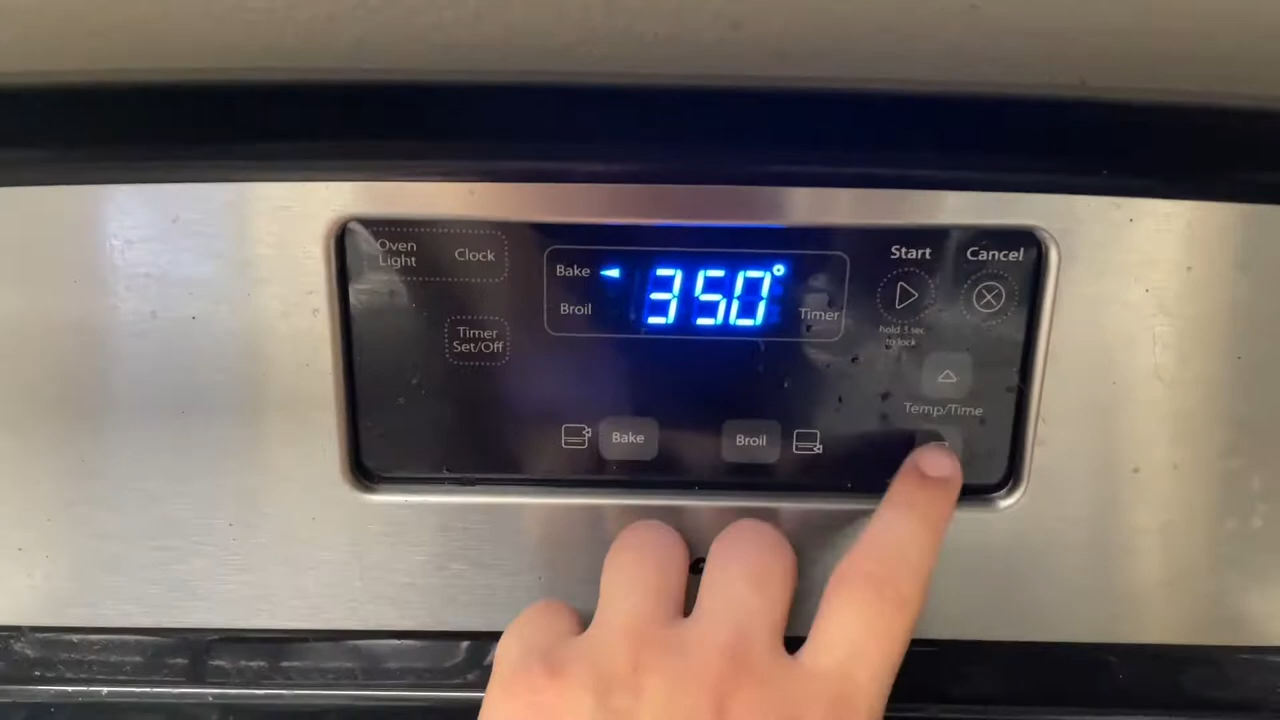 Oven
Light
Clock
Timer
Set/Off
Bake
350°
Broil
Timer
Start
Cancel
hold 3 sec
to lock
Temp/Time
Bake
Broil